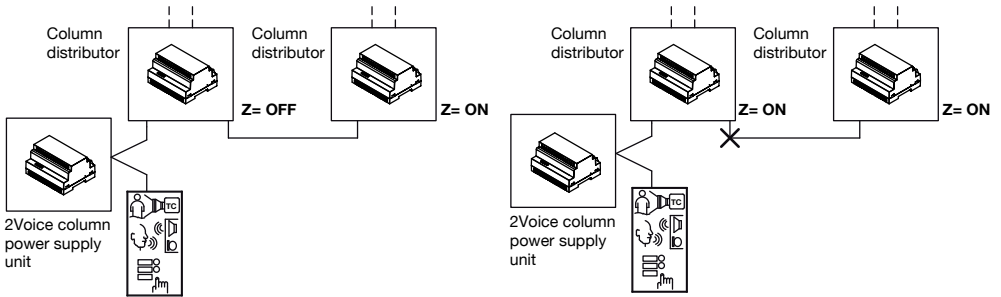 Column
distributor
Z= OFF
Column
distributor
Z= ON
2Voice column
power supply
unit
TC
Column
distributor
Z= ON
Column
distributor
Z= ON
2Voice column
power supply
unit
TC